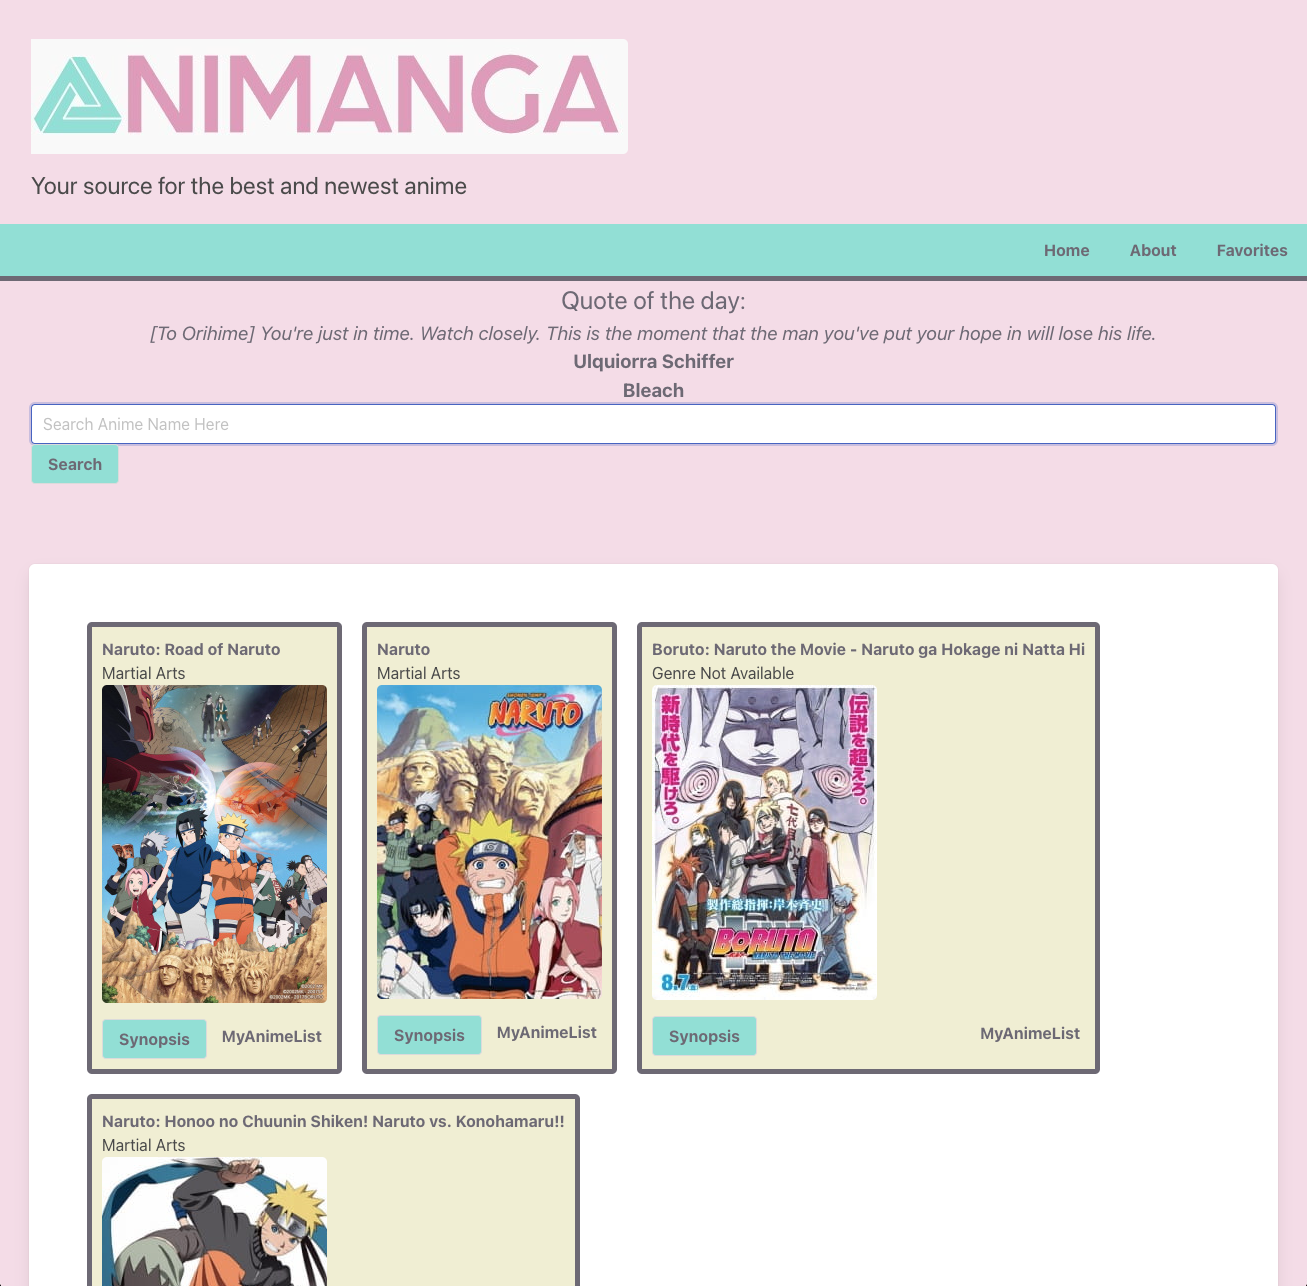 ANIMANGA
Your source for the best and newest anime
Home About Favorites
Quote of the day:
[To Orihime] You're just in time. Watch closely. This is the moment that the man you've put your hope in will lose his life.
Ulquiorra Schiffer
Bleach
Search Anime Name Here
Search
Naruto: Road of Naruto
Martial Arts
Synopsis MyAnimeList
Naruto
Martial Arts
NARUTO
Synopsis MyAnimeList
Boruto: Naruto the Movie - Naruto ga Hokage ni Natta Hi
Genre Not Available
伝説を超えろ。
新時代を駆けろ。
七代目
製作総指揮:岸本斉史
BORUTO
8.7
Synopsis MyAnimeList
Naruto: Honoo no Chuunin Shiken! Naruto vs. Konohamaru!!
Martial Arts